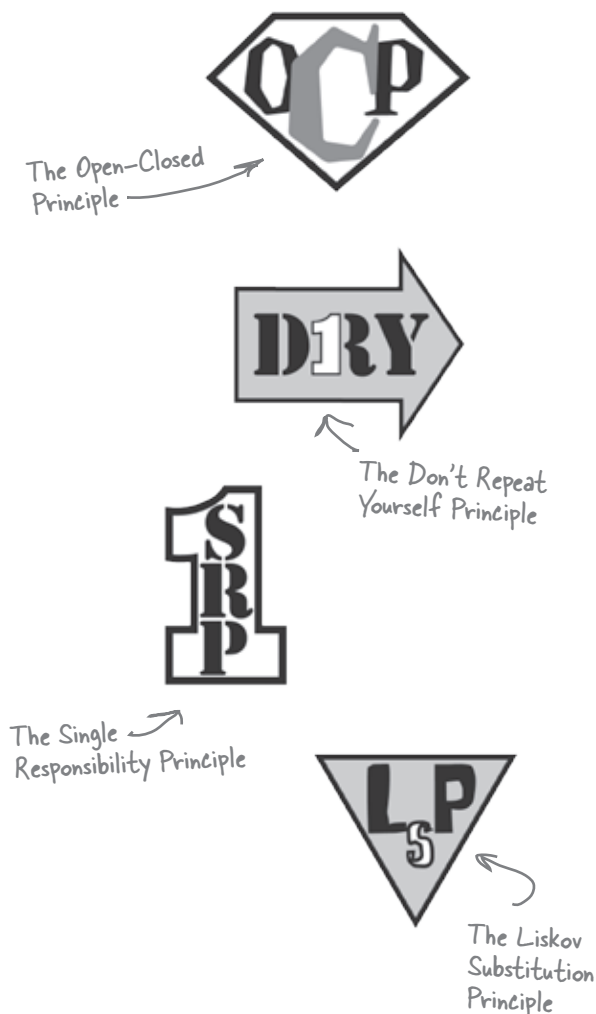 OCP
The Open-Closed
Principle
D1RY
The Don't Repeat
Yourself Principle
S
R
P
The Single
Responsibility Principle
LSP
The Liskov
Substitution
Principle